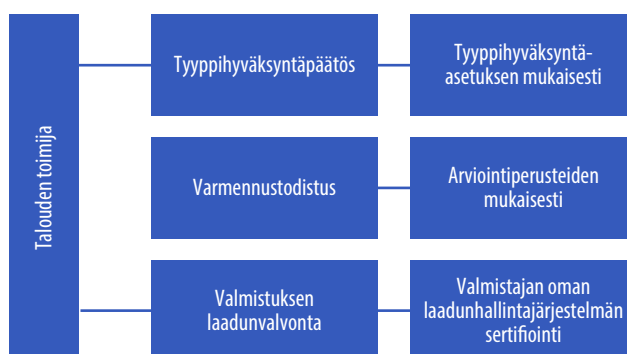 Talouden toimija
Tyyppihyväksyntäpäätös
Tyyppihyväksyntä-
asetuksen mukaisesti
Varmennustodistus
Arviointiperusteiden
mukaisesti
Valmistuksen
laadunvalvonta
Valmistajan oman
laadunhallintajärjestelmän
sertifiointi